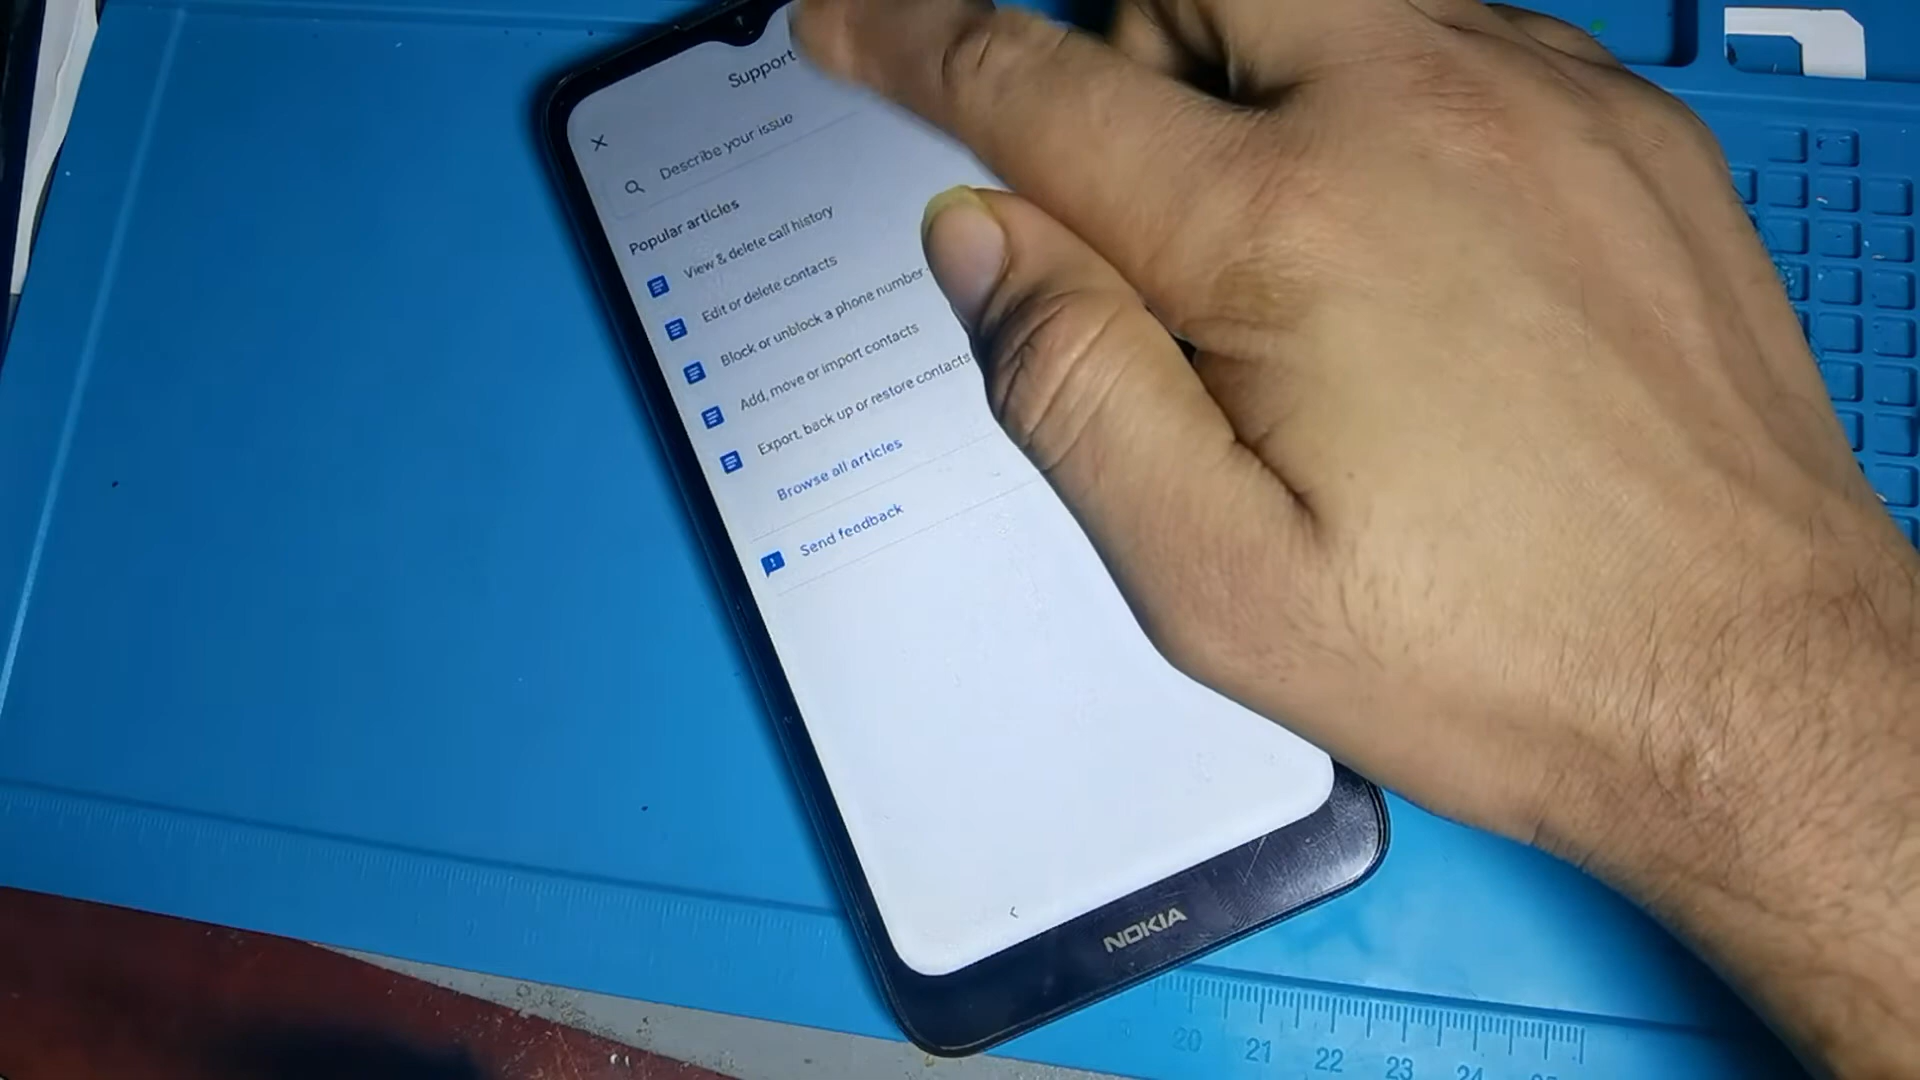 Support
Describe your issue
Popular articles
View & delete call history
Edit or delete contacts
Block or unblock a phone number
Add, move or import contacts
Export, back up or restore contacts
Browse all articles
Send feedback
NOKIA
20 21 22 23 24